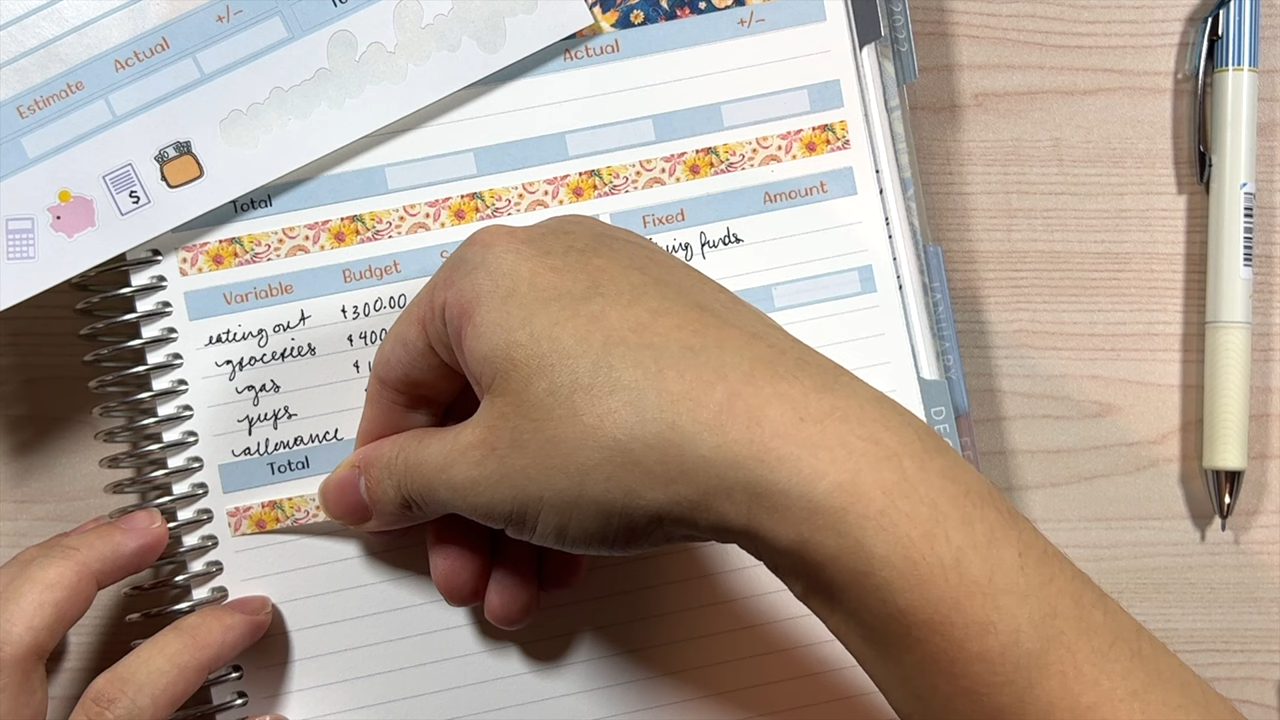 +/-
Estimate Actual
$
Actual +/-
Total
Variable Budget
eating out $300.00
groceries $400
gas $
pups
allowance
Total
Fixed Amount
funds
2022
JANUARY